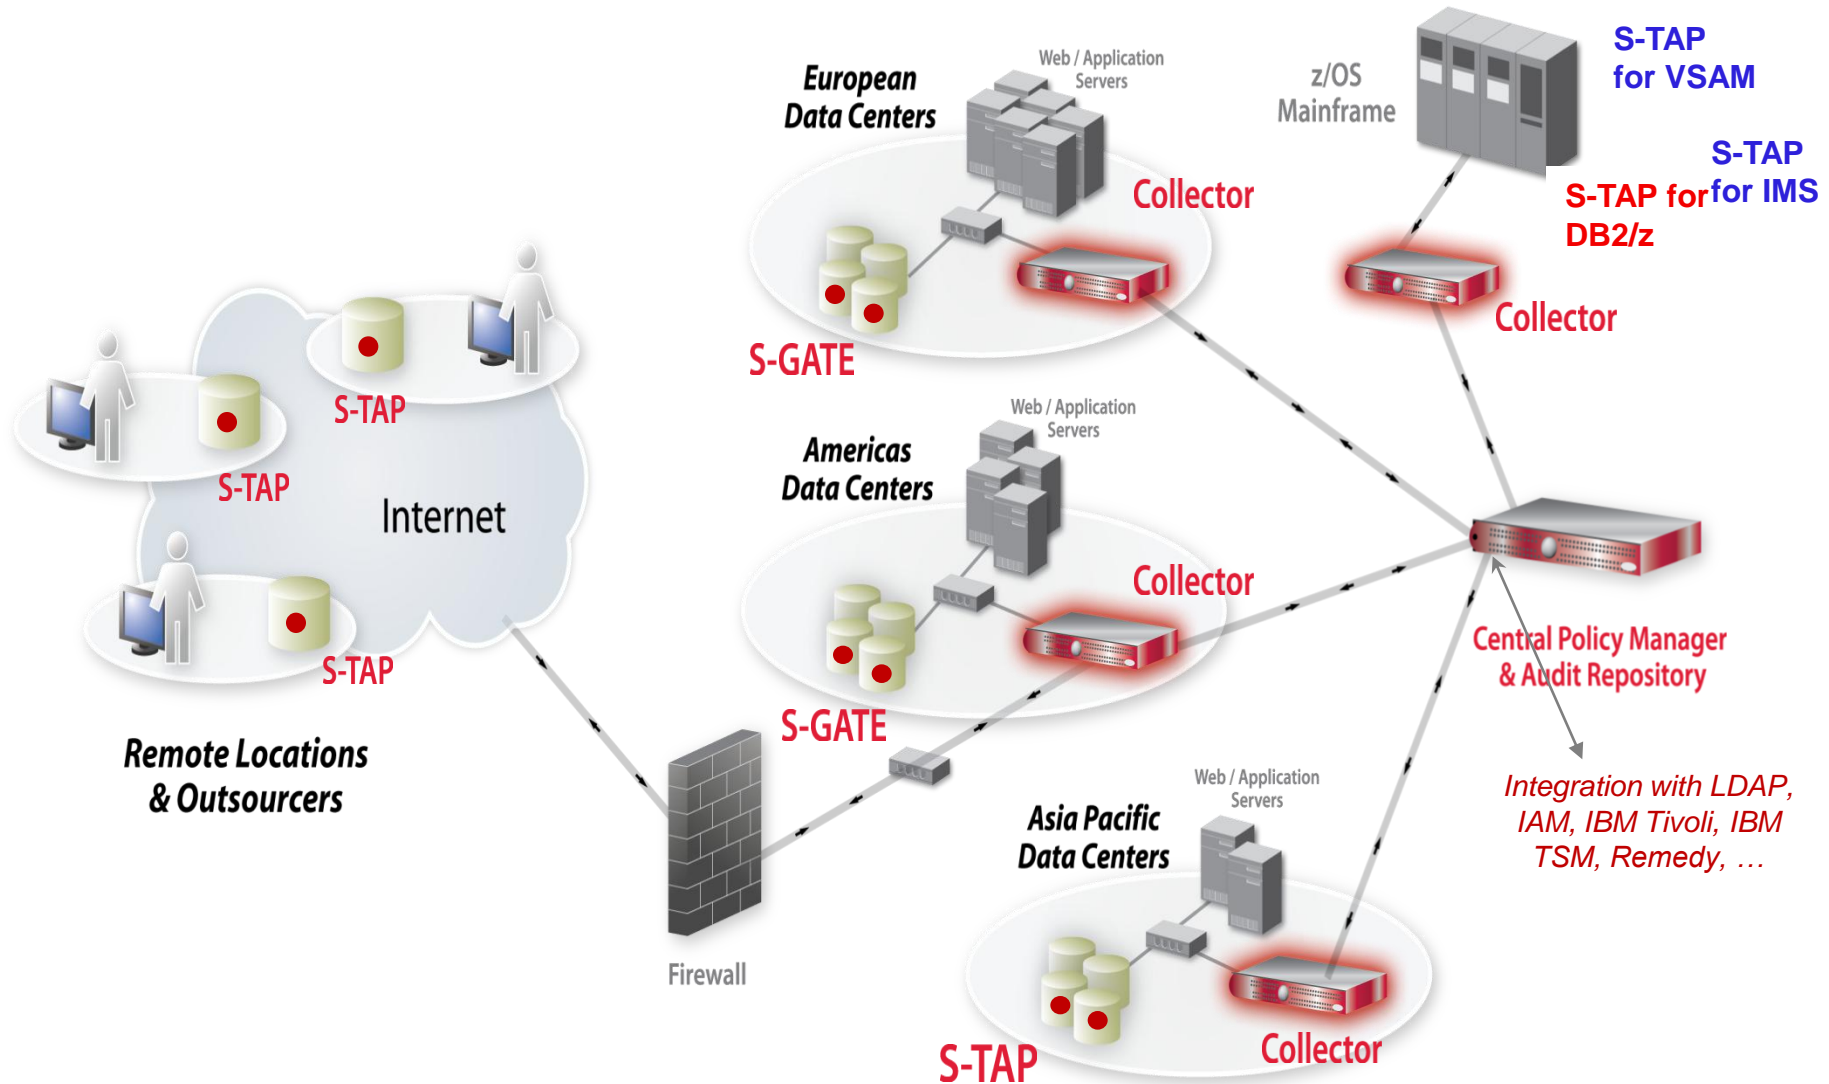 S-TAP
for VSAM
Web / Application
Servers
European
Data Centers
z/OS
Mainframe
S-TAP
for IMS
S-TAP for
DB2/z
Collector
Collector
S-GATE
S-TAP
S-TAP
Internet
S-TAP
Web / Application
Servers
Americas
Data Centers
Collector
S-GATE
Central Policy Manager
& Audit Repository
Remote Locations
& Outsourcers
Integration with LDAP,
IAM, IBM Tivoli, IBM
TSM, Remedy, …
Web / Application
Servers
Asia Pacific
Data Centers
Firewall
Collector
S-TAP